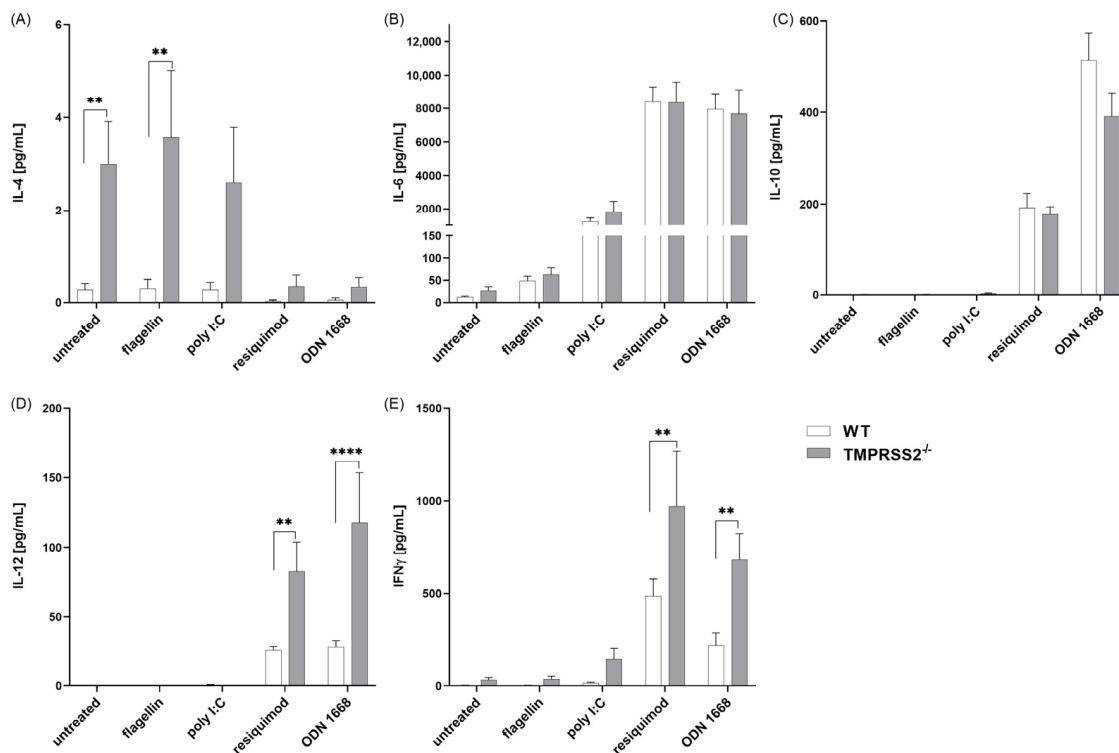 (A)
6
4
2
0
IL-4 [pg/mL]
**
**
untreated
flagellin
poly I:C
resiquimod
ODN 1668
(B)
12,000
10,000
8000
6000
4000
2000
150
100
50
0
IL-6 [pg/mL]
untreated
flagellin
poly I:C
resiquimod
ODN 1668
(C)
600
400
200
0
IL-10 [pg/mL]
untreated
flagellin
poly I:C
resiquimod
ODN 1668
(D)
200
150
100
50
0
IL-12 [pg/mL]
**
****
untreated
flagellin
poly I:C
resiquimod
ODN 1668
(E)
1500
1000
500
0
IFNγ [pg/mL]
**
**
untreated
flagellin
poly I:C
resiquimod
ODN 1668
WT
TMPRSS2-/-